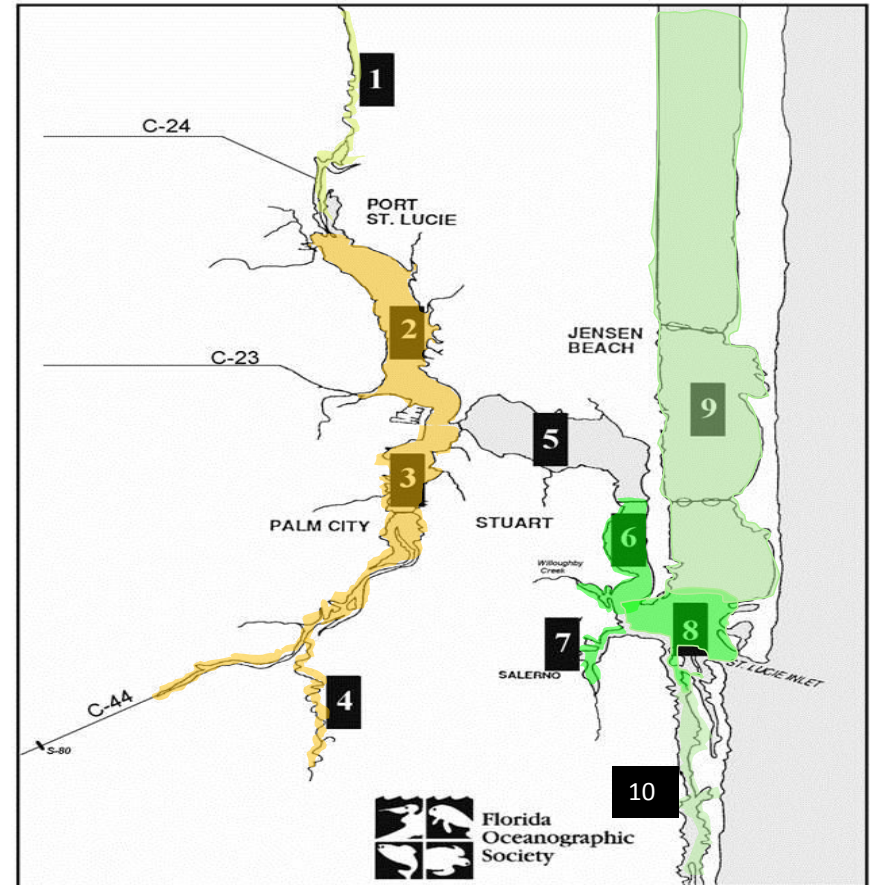 1
C-24
PORT
ST. LUCIE
2
JENSEN
BEACH
C-23
9
5
3
PALM CITY
STUART
6
Willoughby
Creek
7
8
SALERNO
ST. LUCIE INLET
4
C-44
S-80
10
Florida
Oceanographic
Society